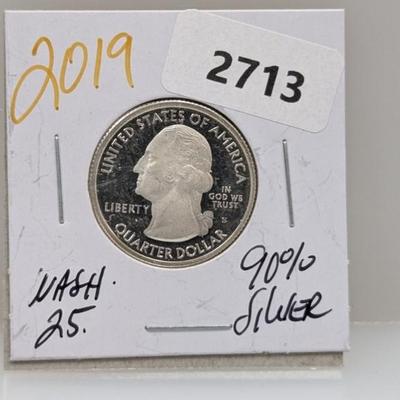 2019
2713
UNITED STATES OF AMERICA
LIBERTY
IN
GOD WE
TRUST
S
QUARTER DOLLAR
WASH.
25.
90%
SILVER